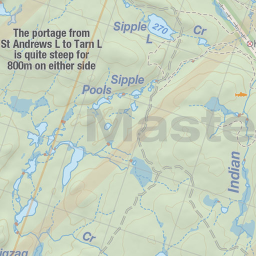 The portage from
St Andrews L to Tarn L
is quite steep for
800m on either side
Sipple
L
Cr
270
Sipple
Pools
Maste
Indian
Cr